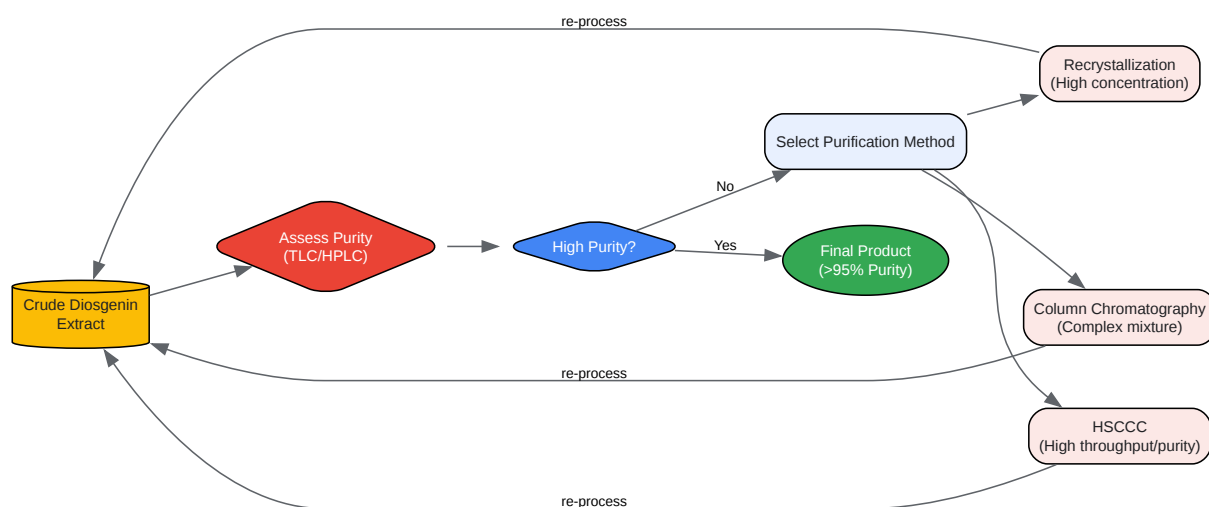 re-process
Recrystallization
(High concentration)
Select Purification Method
No
Assess Purity
(TLC/HPLC)
High Purity?
Yes
Final Product
(>95% Purity)
Crude Diosgenin
Extract
Column Chromatography
(Complex mixture)
re-process
HSCCC
(High throughput/purity)
re-process